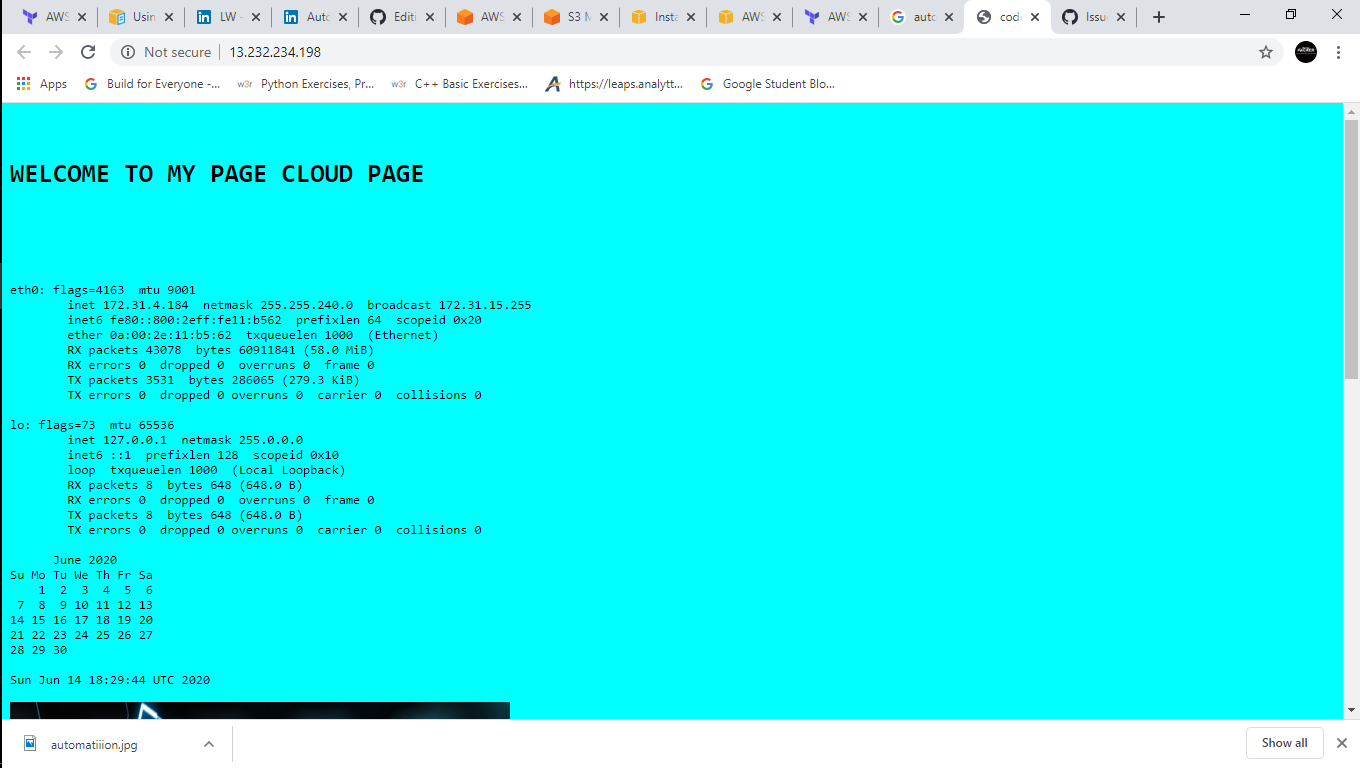 AWS Usin LW - Auto Editi AWS S3 M Insta AWS AWS auto cod Issu
Not secure 13.232.234.198
Apps Build for Everyone -... w3r Python Exercises, Pr... w3r C++ Basic Exercises... https://leaps.analytt... Google Student Blo...
WELCOME TO MY PAGE CLOUD PAGE
eth0: flags=4163  mtu 9001
inet 172.31.4.184  netmask 255.255.240.0  broadcast 172.31.15.255
inet6 fe80::800:2eff:fe11:b562  prefixlen 64  scopeid 0x20
ether 0a:00:2e:11:b5:62  txqueuelen 1000  (Ethernet)
RX packets 43078  bytes 60911841 (58.0 MiB)
RX errors 0  dropped 0  overruns 0  frame 0
TX packets 3531  bytes 286065 (279.3 KiB)
TX errors 0  dropped 0 overruns 0  carrier 0  collisions 0
lo: flags=73  mtu 65536
inet 127.0.0.1  netmask 255.0.0.0
inet6 ::1  prefixlen 128  scopeid 0x10
loop  txqueuelen 1000  (Local Loopback)
RX packets 8  bytes 648 (648.0 B)
RX errors 0  dropped 0  overruns 0  frame 0
TX packets 8  bytes 648 (648.0 B)
TX errors 0  dropped 0 overruns 0  carrier 0  collisions 0
June 2020
Su Mo Tu We Th Fr Sa
1  2  3  4  5  6
7  8  9 10 11 12 13
14 15 16 17 18 19 20
21 22 23 24 25 26 27
28 29 30
Sun Jun 14 18:29:44 UTC 2020
automatiiion.jpg Show all